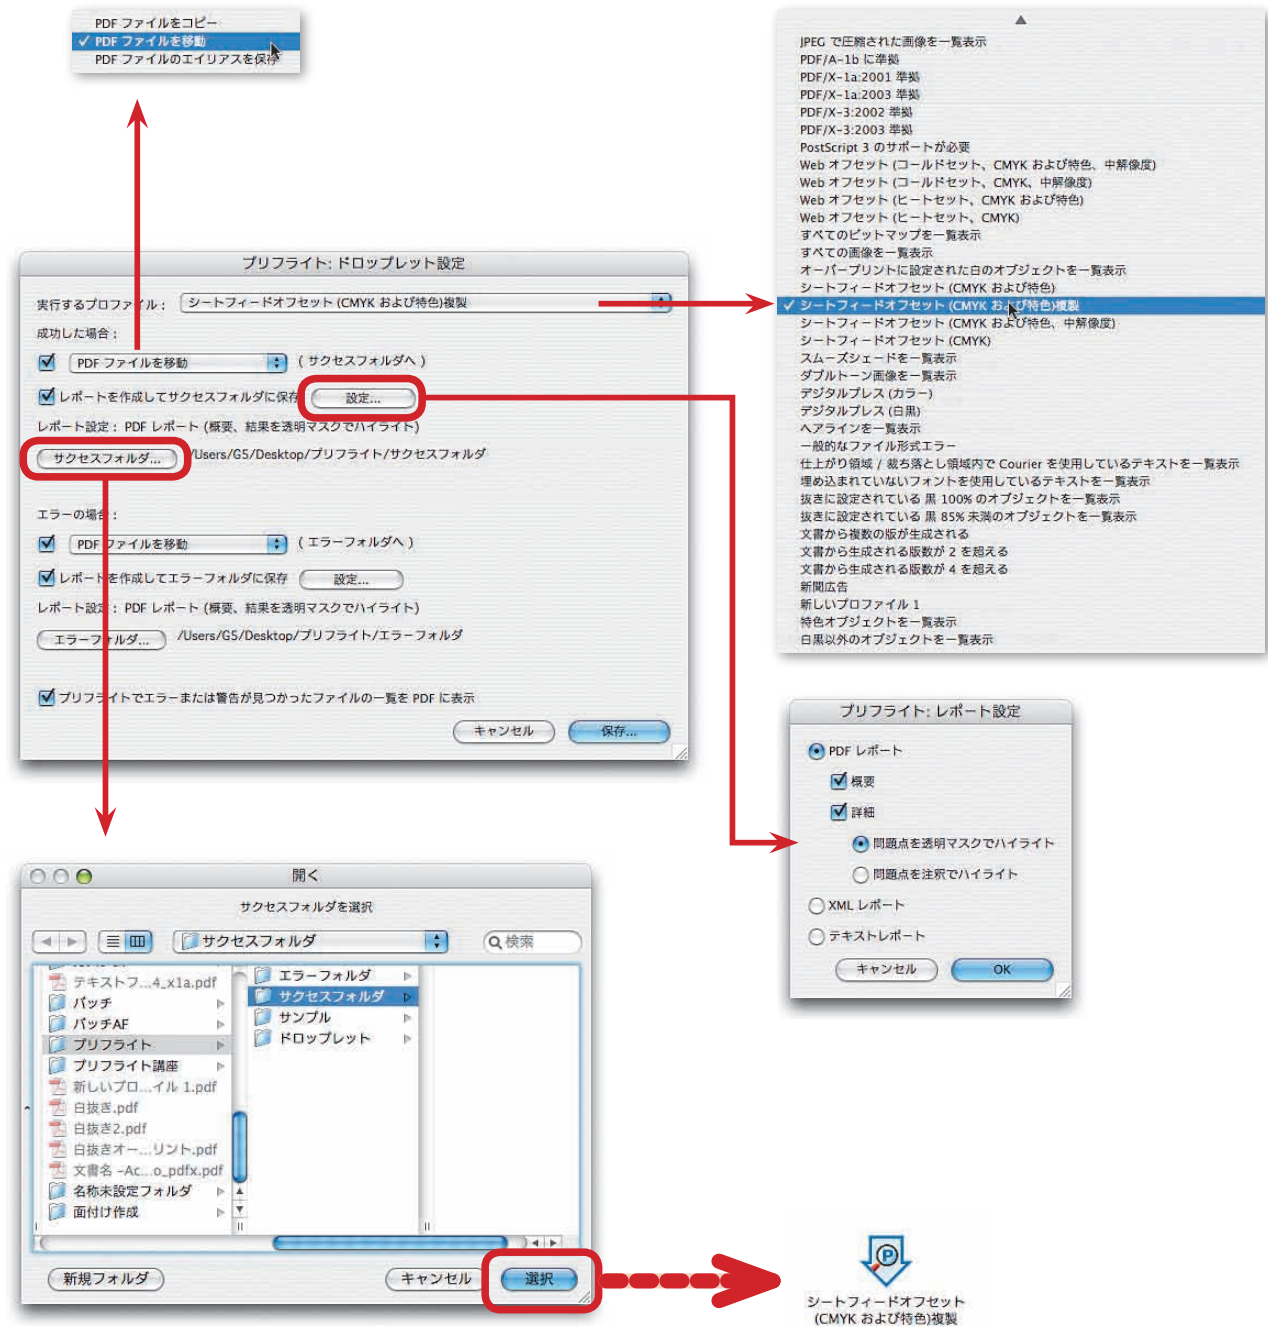 PDF ファイルをコピー
✓ PDF ファイルを移動
PDF ファイルのエイリアスを保存
JPEG で圧縮された画像を一覧表示
PDF/A-1b に準拠
PDF/X-1a:2001 準拠
PDF/X-1a:2003 準拠
PDF/X-3:2002 準拠
PDF/X-3:2003 準拠
PostScript 3 のサポートが必要
Web オフセット (コールドセット、CMYK および特色、中解像度)
Web オフセット (コールドセット、CMYK、中解像度)
Web オフセット (ヒートセット、CMYK および特色)
Web オフセット (ヒートセット、CMYK)
すべてのビットマップを一覧表示
すべての画像を一覧表示
オーバープリントに設定された白のオブジェクトを一覧表示
シートフィードオフセット (CMYK および特色)
✓ シートフィードオフセット (CMYK および特色)複製
シートフィードオフセット (CMYK および特色、中解像度)
シートフィードオフセット (CMYK)
スムーズシェードを一覧表示
ダブルトーン画像を一覧表示
デジタルプレス (カラー)
デジタルプレス (白黒)
ヘアラインを一覧表示
一般的なファイル形式エラー
仕上がり領域 / 裁ち落とし領域内で Courier を使用しているテキストを一覧表示
埋め込まれていないフォントを使用しているテキストを一覧表示
抜きに設定されている 黒 100% のオブジェクトを一覧表示
抜きに設定されている 黒 85% 未満のオブジェクトを一覧表示
文書から複数の版が生成される
文書から生成される版数が 2 を超える
文書から生成される版数が 4 を超える
新聞広告
新しいプロファイル 1
特色オブジェクトを一覧表示
白黒以外のオブジェクトを一覧表示
プリフライト: ドロップレット設定
実行するプロファイル : シートフィードオフセット (CMYK および特色)複製
成功した場合 :
PDF ファイルを移動 ( サクセスフォルダへ )
レポートを作成してサクセスフォルダに保存 設定...
レポート設定 : PDF レポート (概要、結果を透明マスクでハイライト)
サクセスフォルダ... /Users/G5/Desktop/プリフライト/サクセスフォルダ
エラーの場合 :
PDF ファイルを移動 ( エラーフォルダへ )
レポートを作成してエラーフォルダに保存 設定...
レポート設定 : PDF レポート (概要、結果を透明マスクでハイライト)
エラーフォルダ... /Users/G5/Desktop/プリフライト/エラーフォルダ
プリフライトでエラーまたは警告が見つかったファイルの一覧を PDF に表示
キャンセル 保存...
プリフライト: レポート設定
PDF レポート
概要
詳細
問題点を透明マスクでハイライト
問題点を注釈でハイライト
XML レポート
テキストレポート
キャンセル OK
開く
サクセスフォルダを選択
サクセスフォルダ 検索
テキストフ...4_x1a.pdf
バッチ
バッチAF
プリフライト
プリフライト講座
新しいプロ...イル 1.pdf
白抜き.pdf
白抜き2.pdf
白抜きオー...リント.pdf
文書名 -Ac...o_pdfx.pdf
名称未設定フォルダ
面付け作成
エラーフォルダ
サクセスフォルダ
サンプル
ドロップレット
新規フォルダ キャンセル 選択
P
シートフィードオフセット
(CMYK および特色)複製